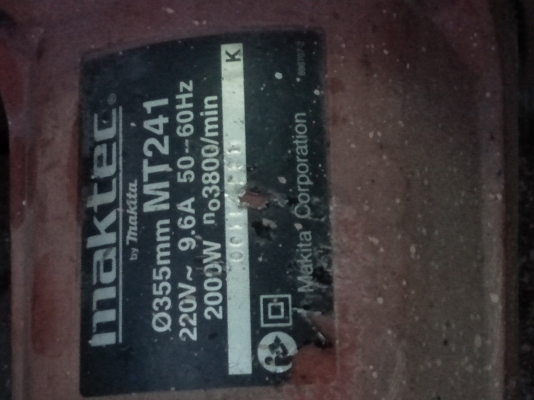 maktec®
by makita
Ø355mm MT241
220V~ 9.6A 50–60Hz
2000W n₀3800/min
K
Makita Corporation